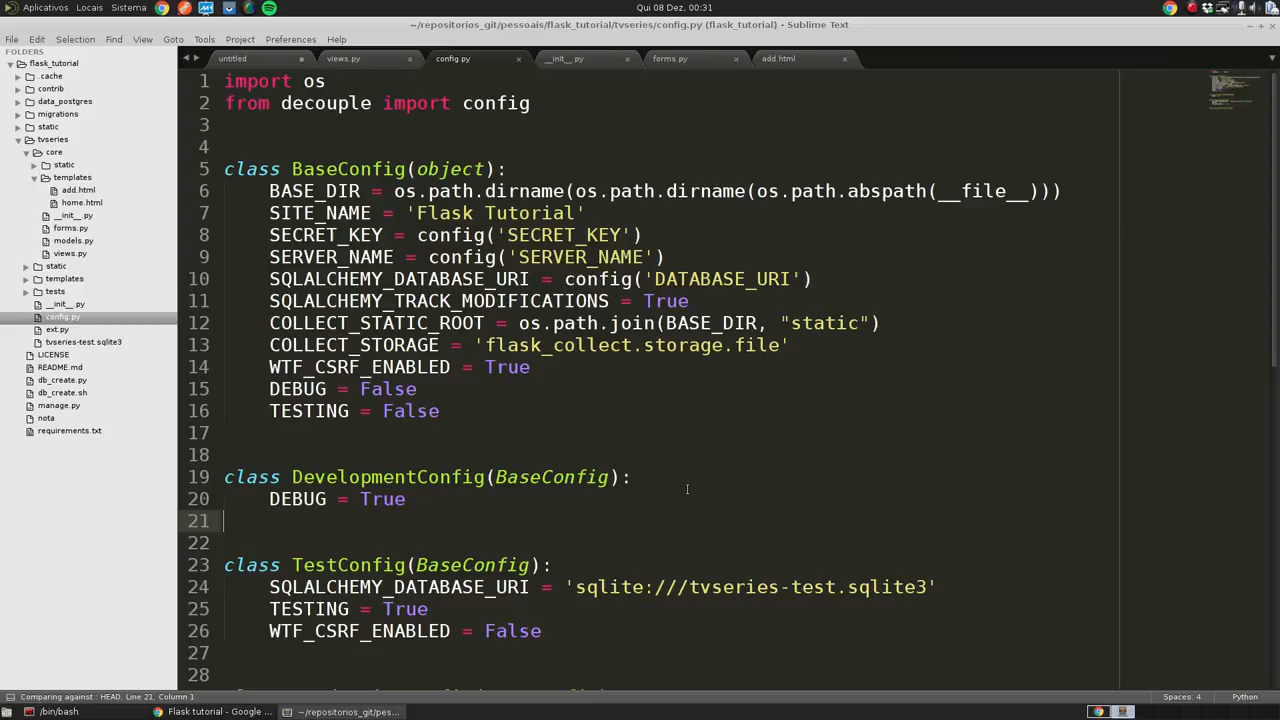 Aplicativos Locais Sistema
Qui 08 Dez, 00:31
~/repositorios_git/pessoais/flask_tutorial/tvseries/config.py (flask_tutorial) - Sublime Text
File Edit Selection Find View Goto Tools Project Preferences Help
FOLDERS
flask_tutorial
.cache
contrib
data_postgres
migrations
static
tvseries
core
static
templates
add.html
home.html
__init__.py
forms.py
models.py
views.py
static
templates
tests
__init__.py
config.py
ext.py
tvseries-test.sqlite3
LICENSE
README.md
db_create.py
db_create.sh
manage.py
nota
requirements.txt
untitled views.py config.py __init__.py forms.py add.html
1 import os
2 from decouple import config
3
4
5 class BaseConfig(object):
6 BASE_DIR = os.path.dirname(os.path.dirname(os.path.abspath(__file__)))
7 SITE_NAME = 'Flask Tutorial'
8 SECRET_KEY = config('SECRET_KEY')
9 SERVER_NAME = config('SERVER_NAME')
10 SQLALCHEMY_DATABASE_URI = config('DATABASE_URI')
11 SQLALCHEMY_TRACK_MODIFICATIONS = True
12 COLLECT_STATIC_ROOT = os.path.join(BASE_DIR, "static")
13 COLLECT_STORAGE = 'flask_collect.storage.file'
14 WTF_CSRF_ENABLED = True
15 DEBUG = False
16 TESTING = False
17
18
19 class DevelopmentConfig(BaseConfig):
20 DEBUG = True
21
22
23 class TestConfig(BaseConfig):
24 SQLALCHEMY_DATABASE_URI = 'sqlite:///tvseries-test.sqlite3'
25 TESTING = True
26 WTF_CSRF_ENABLED = False
27
28
Comparing against : HEAD, Line 21, Column 1
Spaces: 4 Python
/bin/bash Flask tutorial - Google ... ~/repositorios_git/pes...